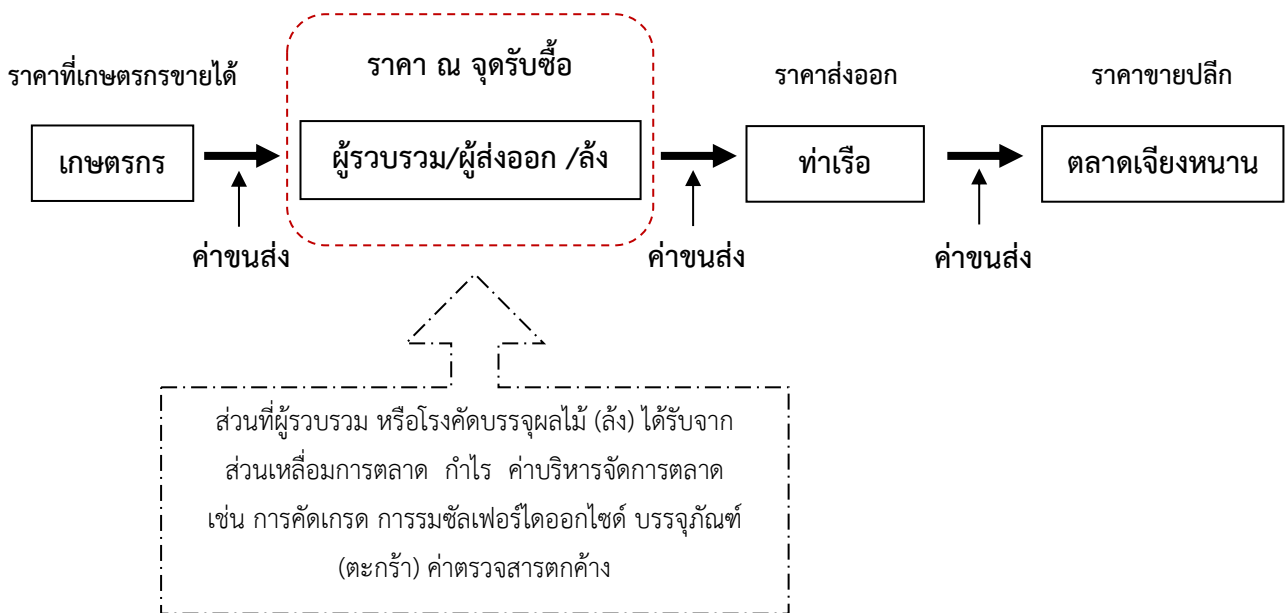 ราคาที่เกษตรกรขายได้
ราคา ณ จุดรับซื้อ
ราคาส่งออก
ราคาขายปลีก
เกษตรกร
ผู้รวบรวม/ผู้ส่งออก /ล้ง
ท่าเรือ
ตลาดเจียงหนาน
ค่าขนส่ง
ค่าขนส่ง
ค่าขนส่ง
ส่วนที่ผู้รวบรวม หรือโรงคัดบรรจุผลไม้ (ล้ง) ได้รับจาก
ส่วนเหลื่อมการตลาด กำไร ค่าบริหารจัดการตลาด
เช่น การคัดเกรด การรมซัลเฟอร์ไดออกไซด์ บรรจุภัณฑ์
(ตะกร้า) ค่าตรวจสารตกค้าง